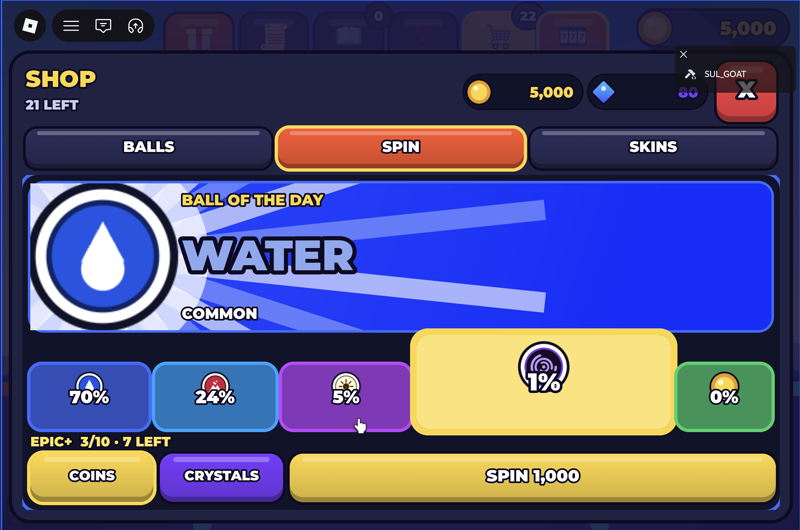 0
22
5,000
SUL_GOAT
SHOP
21 LEFT
5,000
80
X
BALLS
SPIN
SKINS
BALL OF THE DAY
WATER
COMMON
70%
24%
5%
1%
0%
EPIC+ 3/10 · 7 LEFT
COINS
CRYSTALS
SPIN 1,000